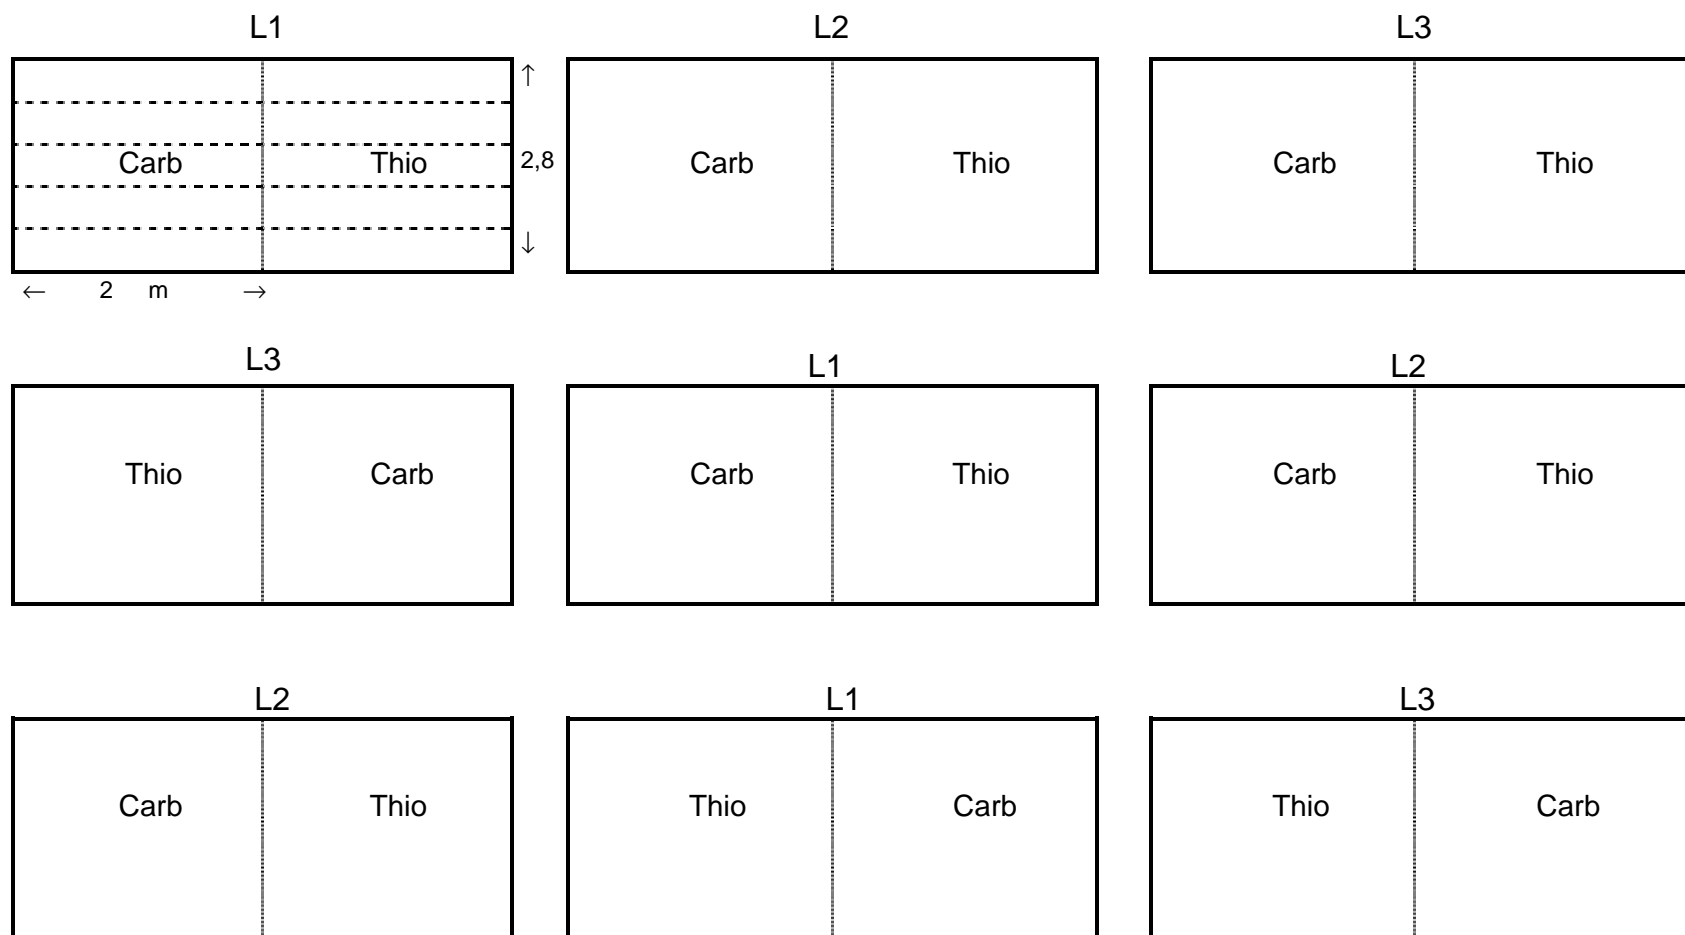 L1 L2 L3
↑
Carb Thio 2,8 Carb Thio Carb Thio
↓
← 2 m →
L3 L1 L2
Thio Carb Carb Thio Carb Thio
L2 L1 L3
Carb Thio Thio Carb Thio Carb